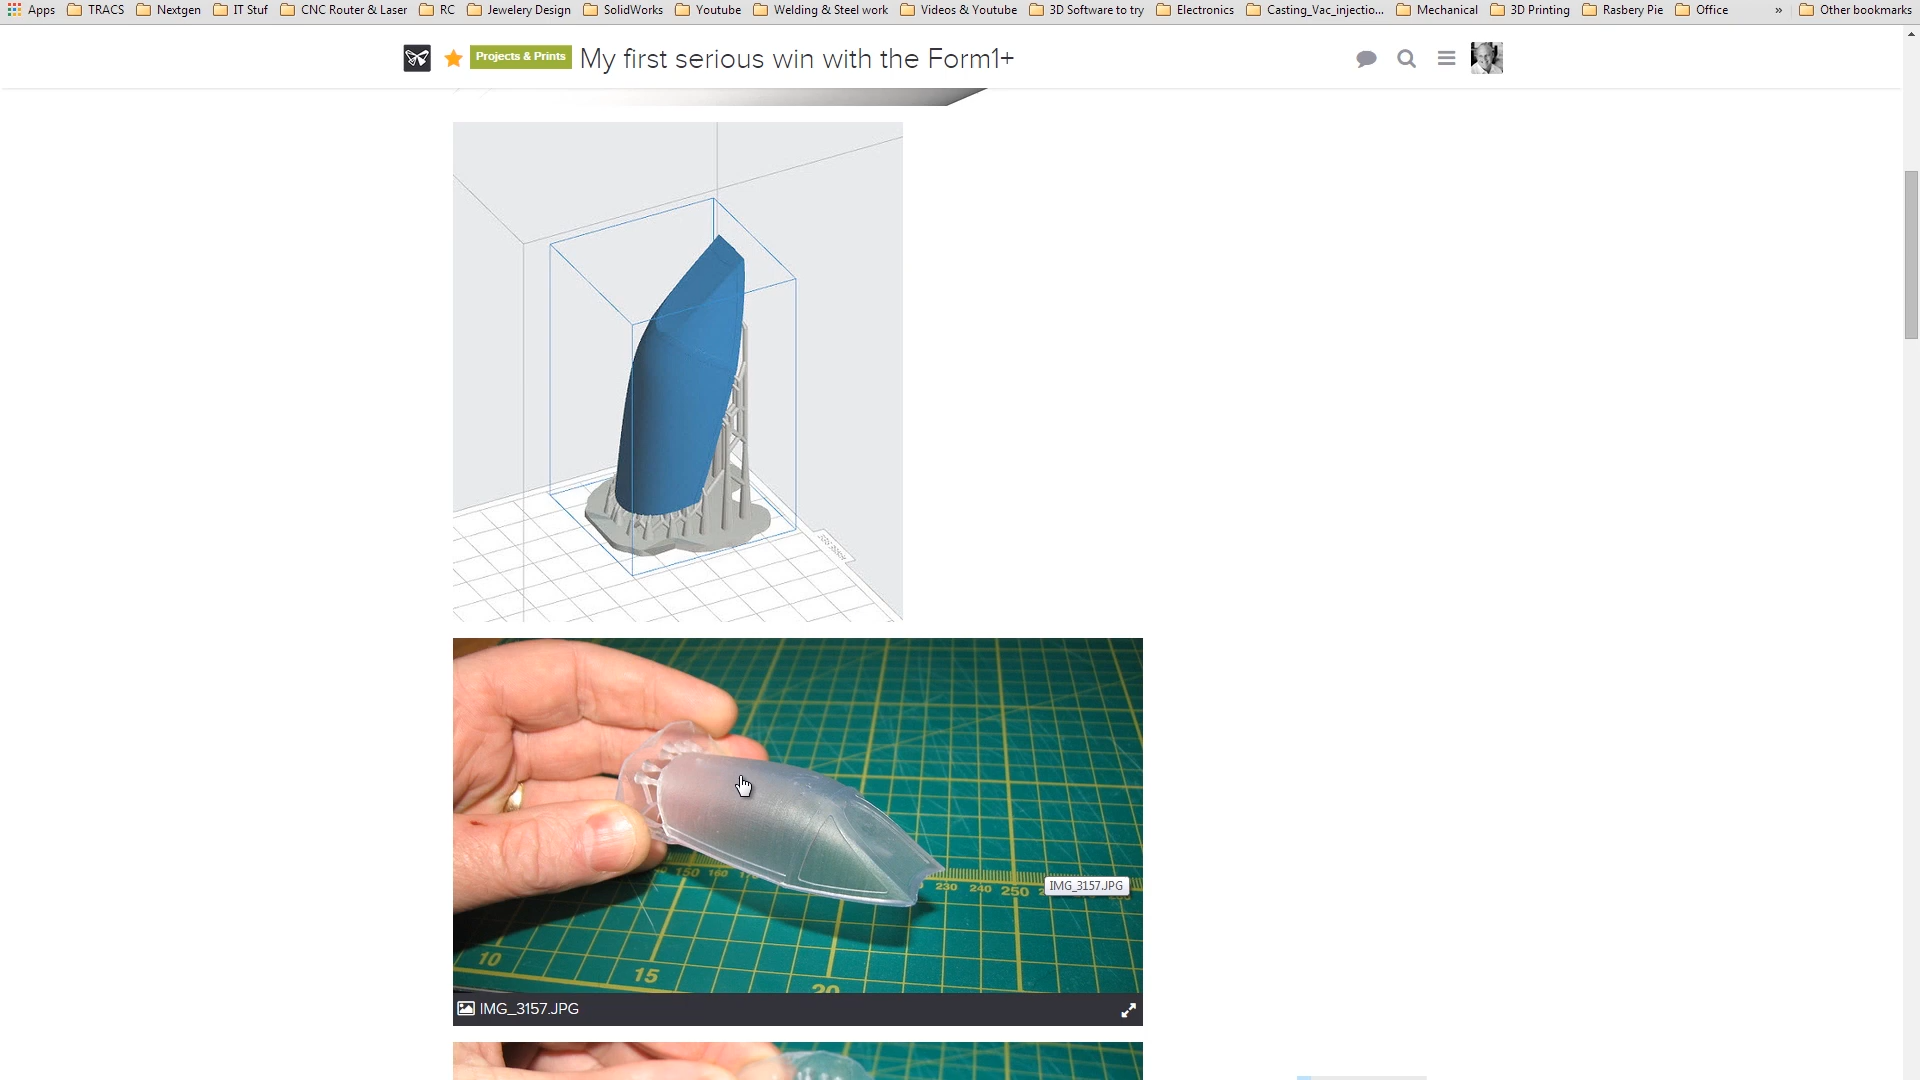 Apps TRACS Nextgen IT Stuf CNC Router & Laser RC Jewelery Design SolidWorks Youtube Welding & Steel work Videos & Youtube 3D Software to try Electronics Casting_Vac_injectio... Mechanical 3D Printing Rasbery Pie Office » Other bookmarks
Projects & Prints My first serious win with the Form1+
150 160 230 240 250
IMG_3157.JPG
10 15 20
IMG_3157.JPG